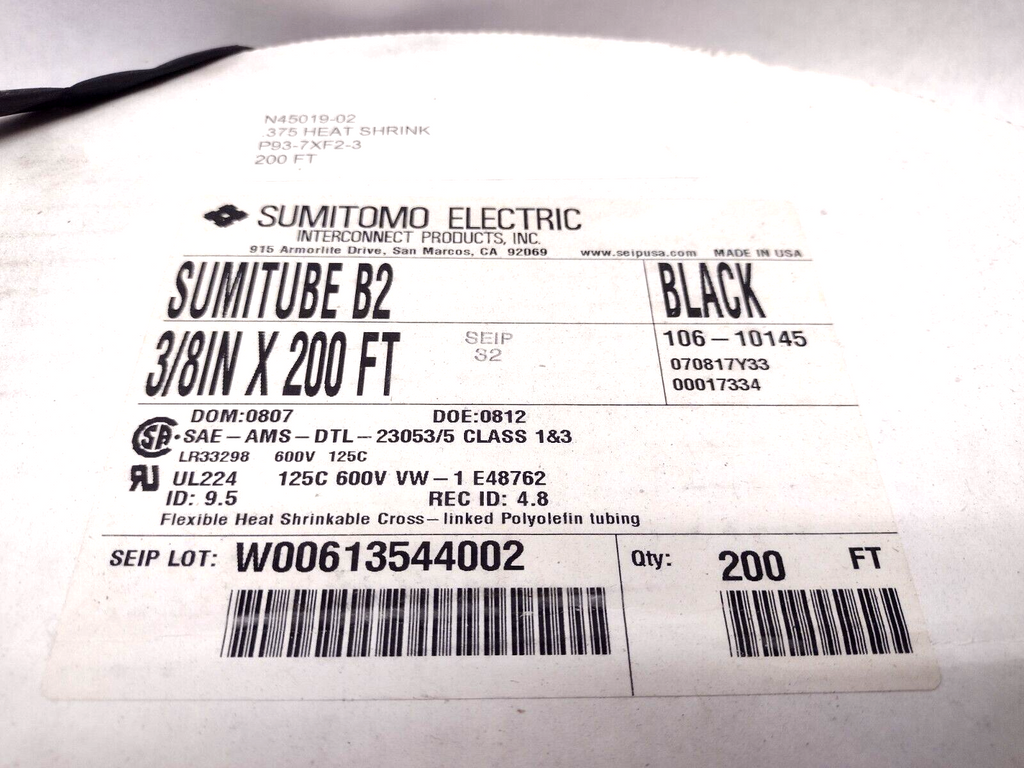 N45019-02
.375 HEAT SHRINK
P93-7XF2-3
200 FT
SUMITOMO ELECTRIC
INTERCONNECT PRODUCTS, INC.
915 Armorlite Drive, San Marcos, CA 92069 www.seipusa.com MADE IN USA
SUMITUBE B2 BLACK
3/8IN X 200 FT
SEIP
S2
106-10145
070817Y33
00017334
DOM:0807 DOE:0812
SAE-AMS-DTL-23053/5 CLASS 1&3
LR33298 600V 125C
UL224 125C 600V VW-1 E48762
ID: 9.5 REC ID: 4.8
Flexible Heat Shrinkable Cross-linked Polyolefin tubing
SEIP LOT: W00613544002 Qty: 200 FT